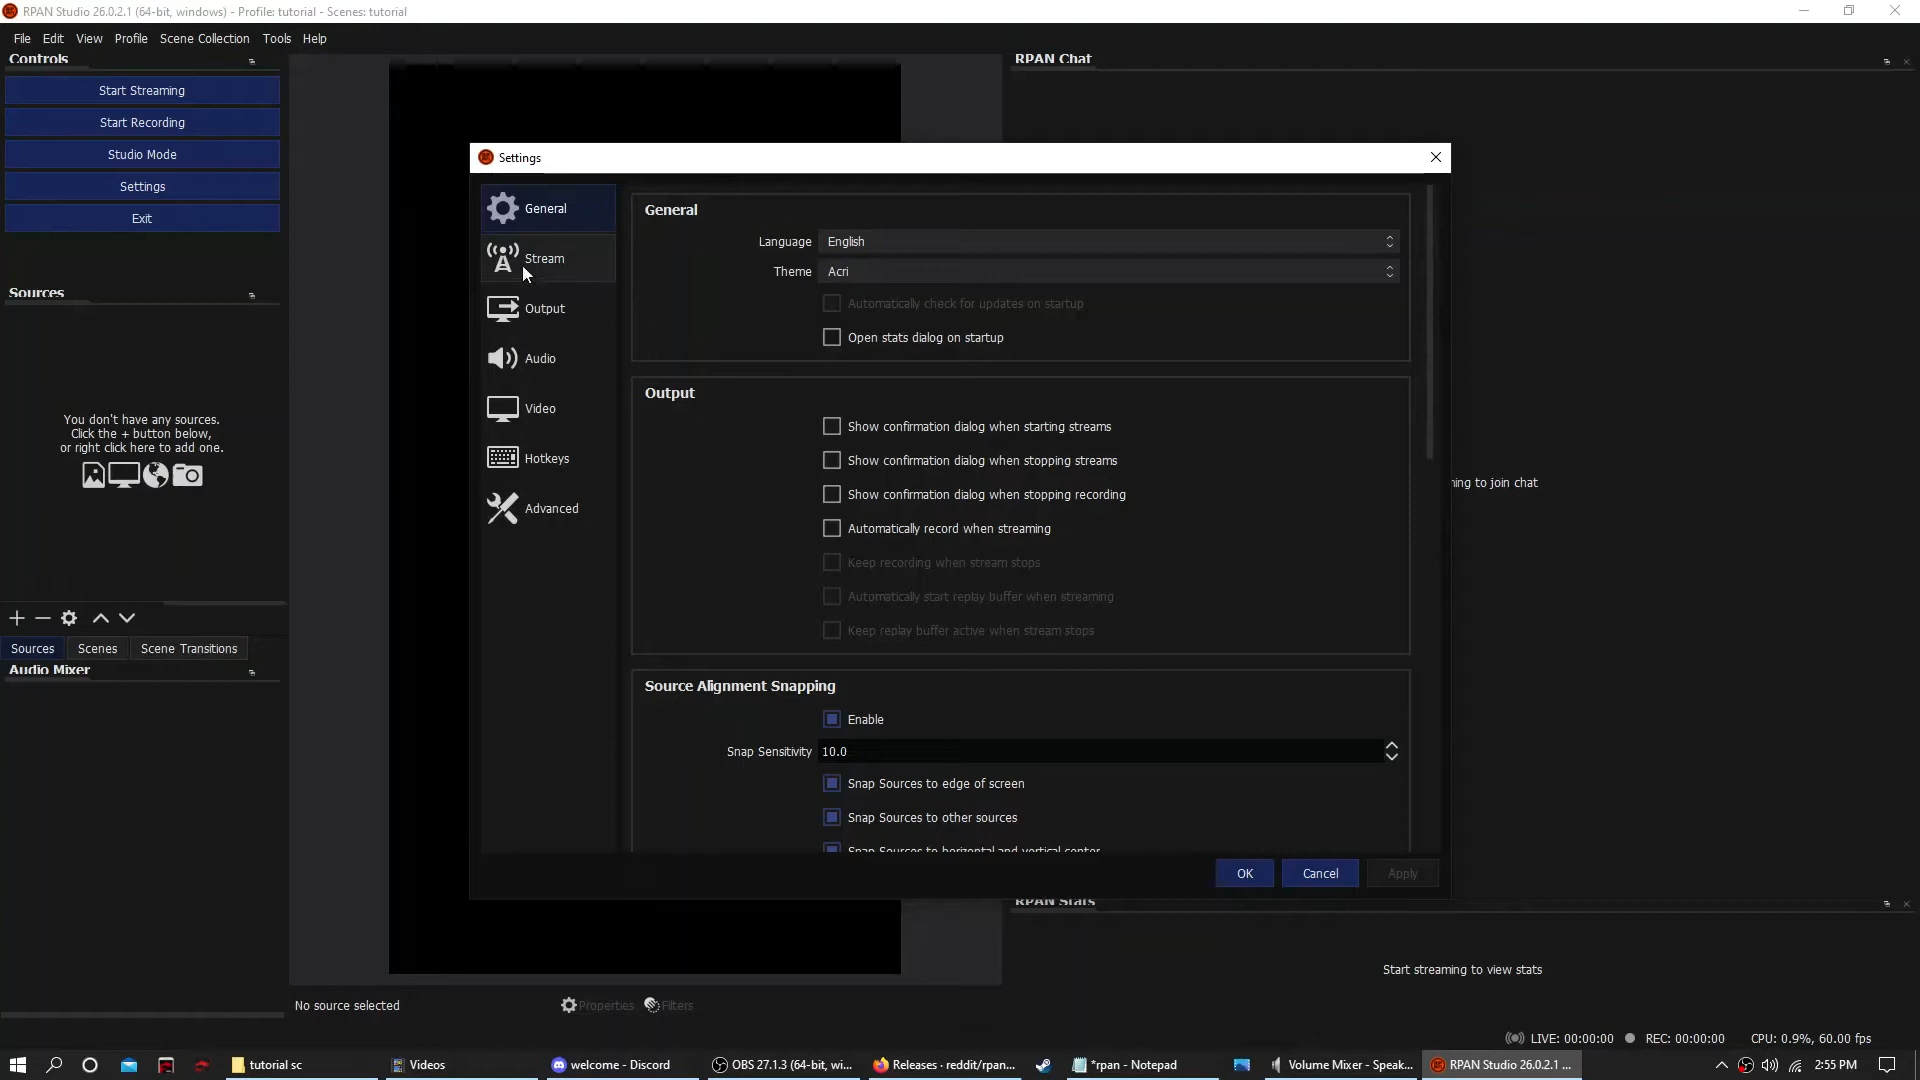 RPAN Studio 26.0.2.1 (64-bit, windows) - Profile: tutorial - Scenes: tutorial
File Edit View Profile Scene Collection Tools Help
Controls
Start Streaming
Start Recording
Studio Mode
Settings
Exit
Sources
You don't have any sources.
Click the + button below,
or right click here to add one.
Sources Scenes Scene Transitions
Audio Mixer
RPAN Chat
ing to join chat
Settings
General
Stream
Output
Audio
Video
Hotkeys
Advanced
General
Language English
Theme Acri
Automatically check for updates on startup
Open stats dialog on startup
Output
Show confirmation dialog when starting streams
Show confirmation dialog when stopping streams
Show confirmation dialog when stopping recording
Automatically record when streaming
Keep recording when stream stops
Automatically start replay buffer when streaming
Keep replay buffer active when stream stops
Source Alignment Snapping
Enable
Snap Sensitivity 10.0
Snap Sources to edge of screen
Snap Sources to other sources
Snap Sources to horizontal and vertical center
OK Cancel Apply
RPAN Stats
Start streaming to view stats
No source selected Properties Filters
LIVE: 00:00:00 REC: 00:00:00 CPU: 0.9%, 60.00 fps
tutorial sc Videos welcome - Discord OBS 27.1.3 (64-bit, wi... Releases · reddit/rpan... *rpan - Notepad Volume Mixer - Speak... RPAN Studio 26.0.2.1 ... 2:55 PM